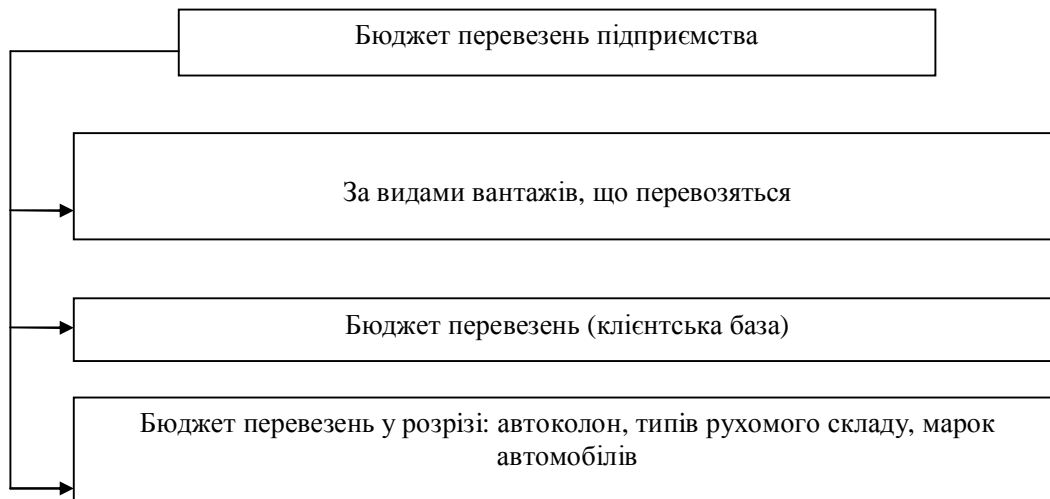 Бюджет перевезень підприємства
За видами вантажів, що перевозяться
Бюджет перевезень (клієнтська база)
Бюджет перевезень у розрізі: автоколон, типів рухомого складу, марок
автомобілів